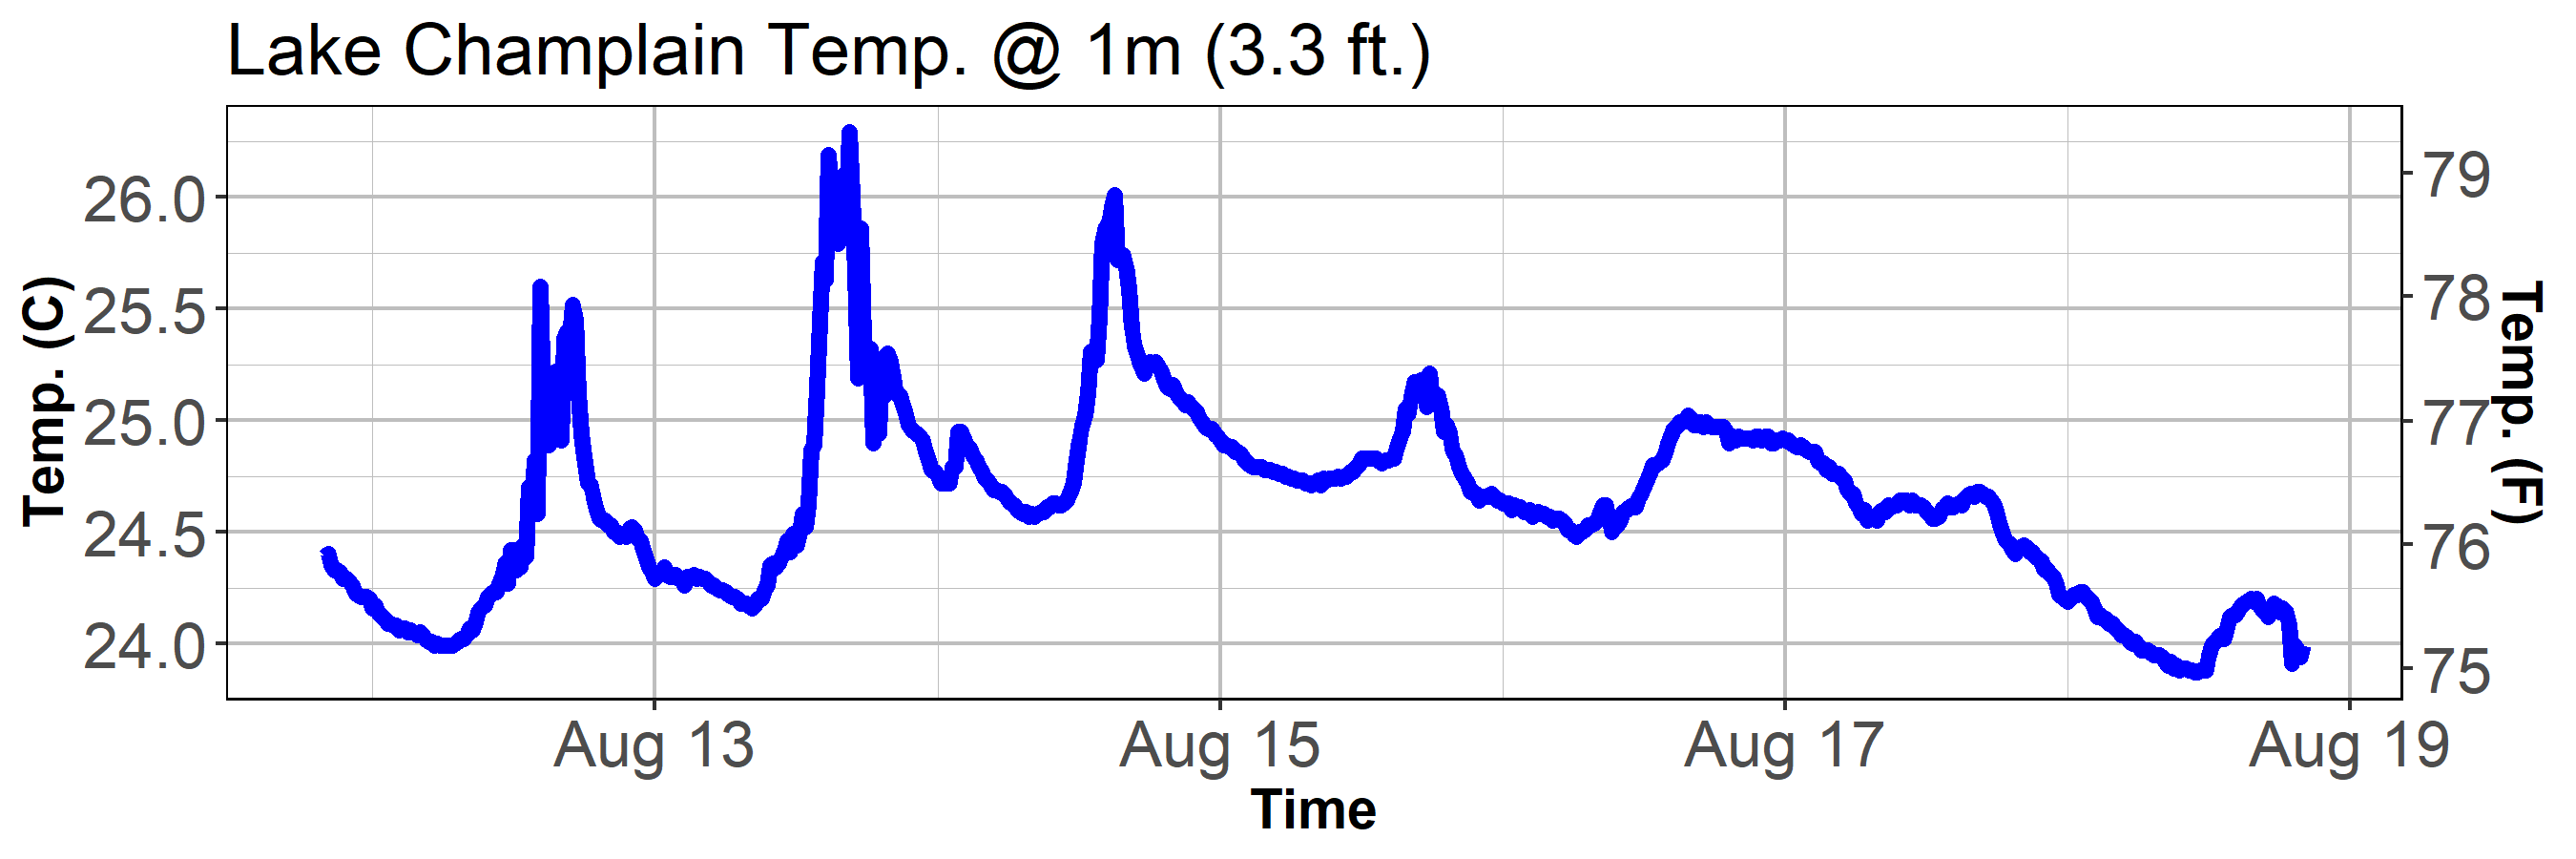 Lake Champlain Temp. @ 1m (3.3 ft.)
Temp. (C)
26.0
25.5
25.0
24.5
24.0
79
78
77
76
75
Temp. (F)
Aug 13
Aug 15
Aug 17
Aug 19
Time